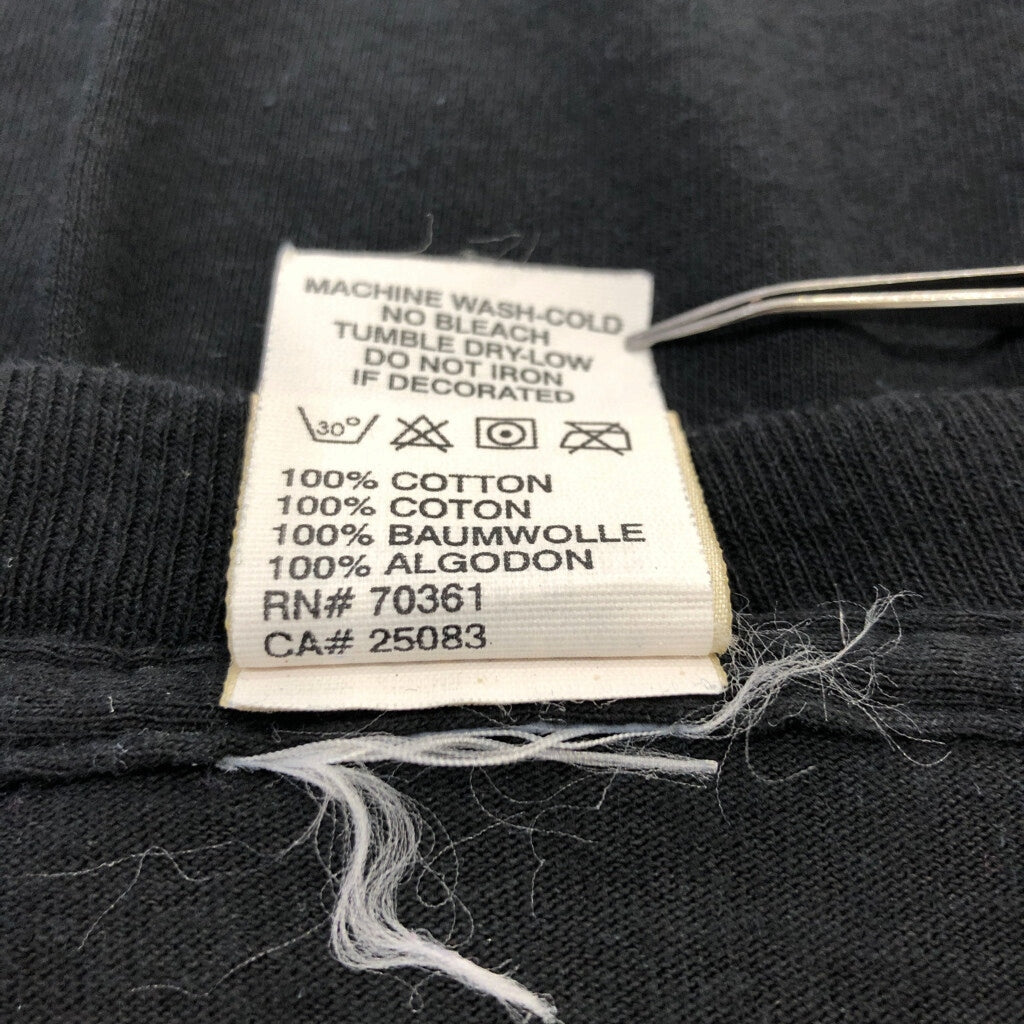 MACHINE WASH-COLD
NO BLEACH
TUMBLE DRY-LOW
DO NOT IRON
IF DECORATED
30°
100% COTTON
100% COTON
100% BAUMWOLLE
100% ALGODON
RN# 70361
CA# 25083